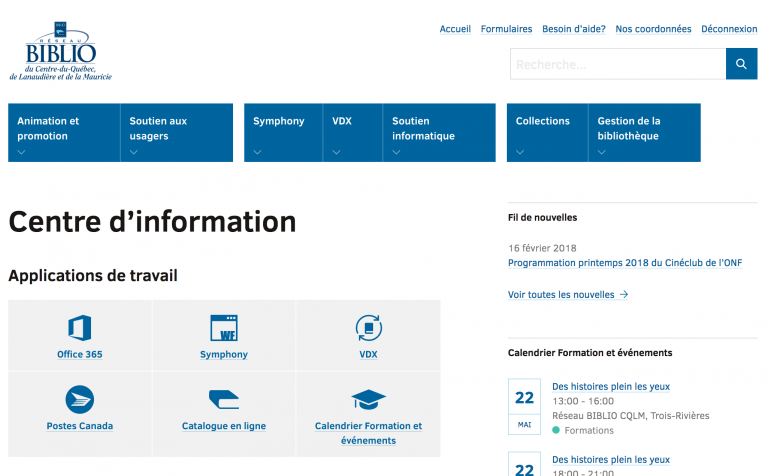 Accueil Formulaires Besoin d'aide? Nos coordonnées Déconnexion
BIBLIO
RÉSEAU
BIBLIO
du Centre-du-Québec,
de Lanaudière et de la Mauricie
Recherche...
Animation et
promotion
Soutien aux
usagers
Symphony
VDX
Soutien
informatique
Collections
Gestion de la
bibliothèque
Centre d’information
Applications de travail
Office 365
WF
Symphony
VDX
Postes Canada
Catalogue en ligne
Calendrier Formation et
événements
Fil de nouvelles
16 février 2018
Programmation printemps 2018 du Cinéclub de l’ONF
Voir toutes les nouvelles →
Calendrier Formation et événements
22
MAI
Des histoires plein les yeux
13:00 - 16:00
Réseau BIBLIO CQLM, Trois-Rivières
Formations
22
Des histoires plein les yeux
18:00 - 21:00